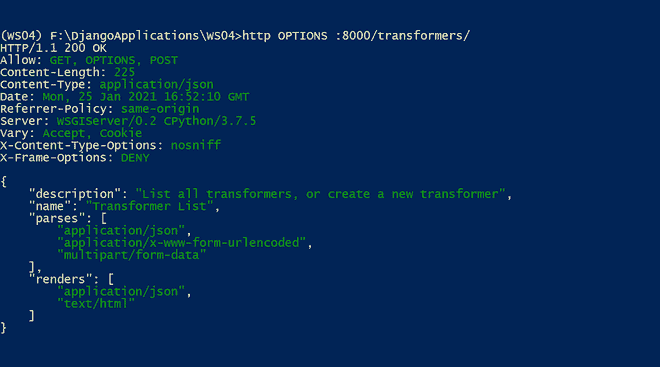 (WS04) F:\DjangoApplications\WS04>http OPTIONS :8000/transformers/
HTTP/1.1 200 OK
Allow: GET, OPTIONS, POST
Content-Length: 225
Content-Type: application/json
Date: Mon, 25 Jan 2021 16:52:10 GMT
Referrer-Policy: same-origin
Server: WSGIServer/0.2 CPython/3.7.5
Vary: Accept, Cookie
X-Content-Type-Options: nosniff
X-Frame-Options: DENY

{
    "description": "List all transformers, or create a new transformer",
    "name": "Transformer List",
    "parses": [
        "application/json",
        "application/x-www-form-urlencoded",
        "multipart/form-data"
    ],
    "renders": [
        "application/json",
        "text/html"
    ]
}